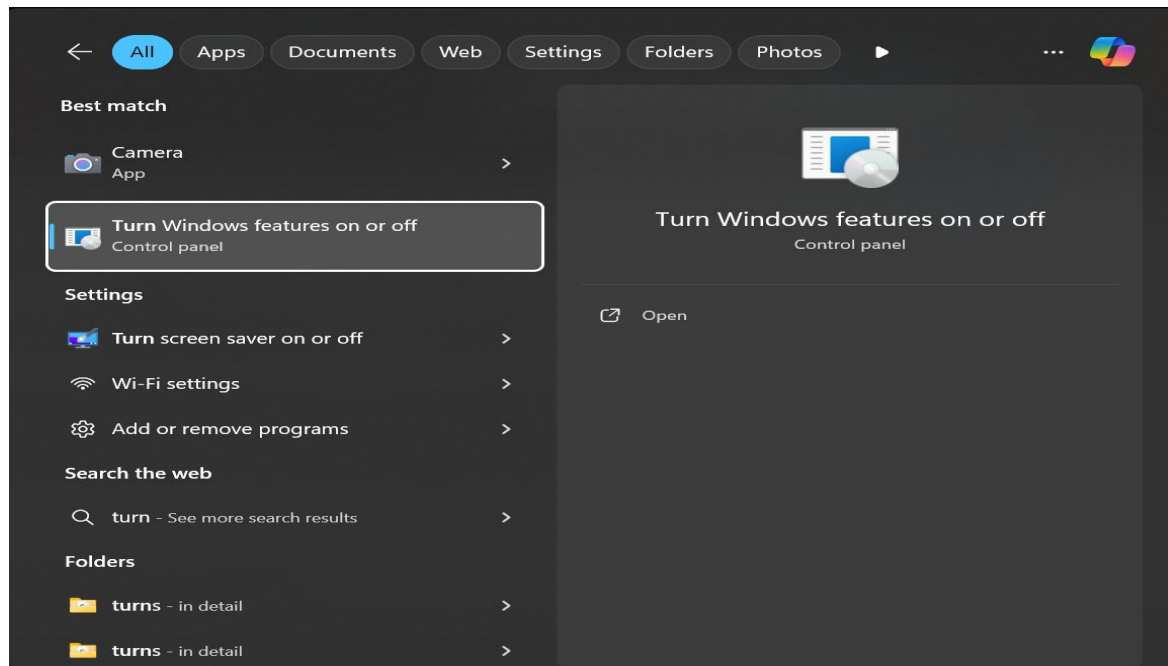 All Apps Documents Web Settings Folders Photos ...
Best match
Camera
App
Turn Windows features on or off
Control panel
Settings
Turn screen saver on or off
Wi-Fi settings
Add or remove programs
Search the web
turn - See more search results
Folders
turns - in detail
turns - in detail
Turn Windows features on or off
Control panel
Open